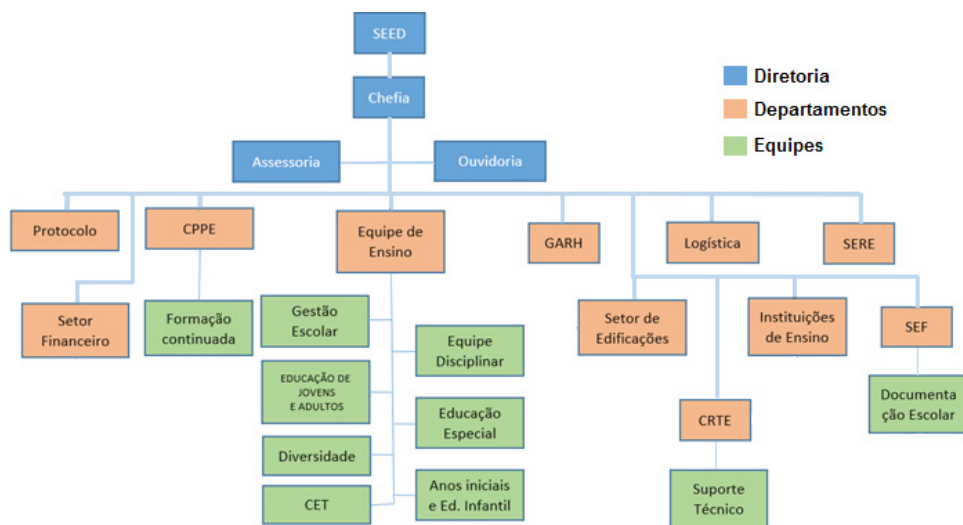 SEED
Chefia
Diretoria
Departamentos
Equipes
Assessoria
Ouvidoria
Protocolo
CPPE
Equipe de
Ensino
GARH
Logística
SERE
Setor
Financeiro
Formação
continuada
Gestão
Escolar
Equipe
Disciplinar
EDUCAÇÃO DE
JOVENS
E ADULTOS
Educação
Especial
Diversidade
CET
Anos iniciais
e Ed. Infantil
Setor de
Edificações
Instituições
de Ensino
SEF
CRTE
Documenta
ção Escolar
Suporte
Técnico